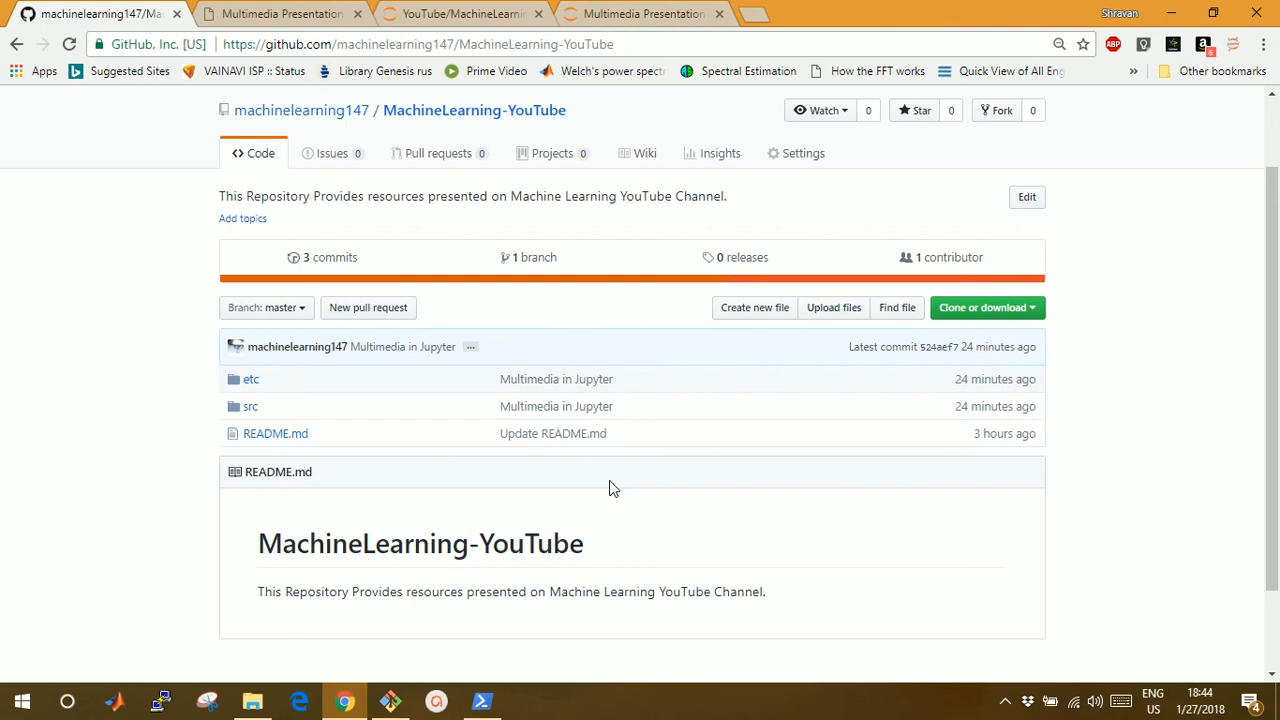 machinelearning147/Ma
Multimedia Presentation
YouTube/MachineLearnin
Multimedia Presentation
Shravan
GitHub, Inc. [US]
https://github.com/machinelearning147/MachineLearning-YouTube
ABP
6
Apps
Suggested Sites
VAINAVI ISP :: Status
Library Genesis rus
Prime Video
Welch's power spect
Spectral Estimation
How the FFT works
Quick View of All Eng
»
Other bookmarks
machinelearning147 / MachineLearning-YouTube
Watch 0
Star 0
Fork 0
Code
Issues 0
Pull requests 0
Projects 0
Wiki
Insights
Settings
This Repository Provides resources presented on Machine Learning YouTube Channel.
Edit
Add topics
3 commits
1 branch
0 releases
1 contributor
Branch: master
New pull request
Create new file
Upload files
Find file
Clone or download
machinelearning147 Multimedia in Jupyter ...
Latest commit 524aef7 24 minutes ago
etc Multimedia in Jupyter 24 minutes ago
src Multimedia in Jupyter 24 minutes ago
README.md Update README.md 3 hours ago
README.md
MachineLearning-YouTube
This Repository Provides resources presented on Machine Learning YouTube Channel.
ENG
US
18:44
1/27/2018
4